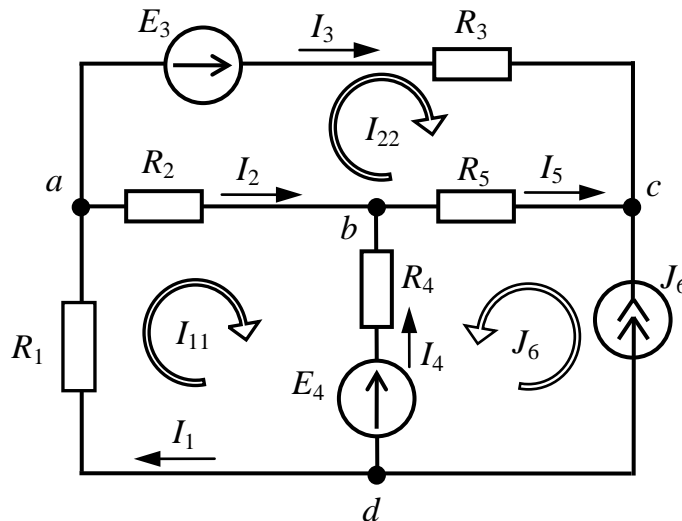 E3 I3 R3
I22
a R2 I2 R5 I5 c
b
R4 J6
R1 I11 J6
E4 I4
I1
d